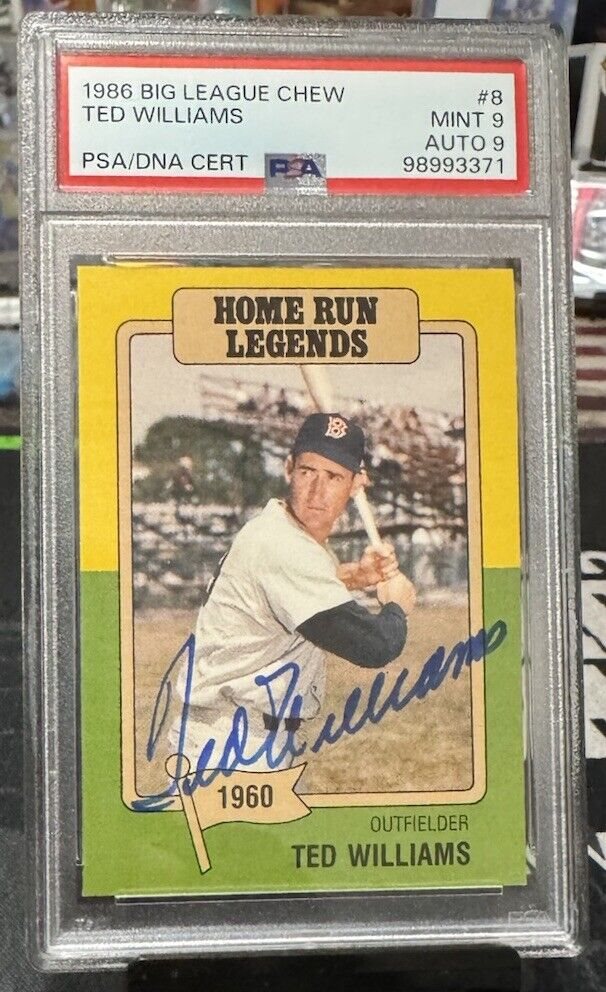 1986 BIG LEAGUE CHEW #8
TED WILLIAMS MINT 9
AUTO 9
PSA/DNA CERT PSA 98993371
HOME RUN
LEGENDS
B
Ted Williams
1960
OUTFIELDER
TED WILLIAMS
PSA